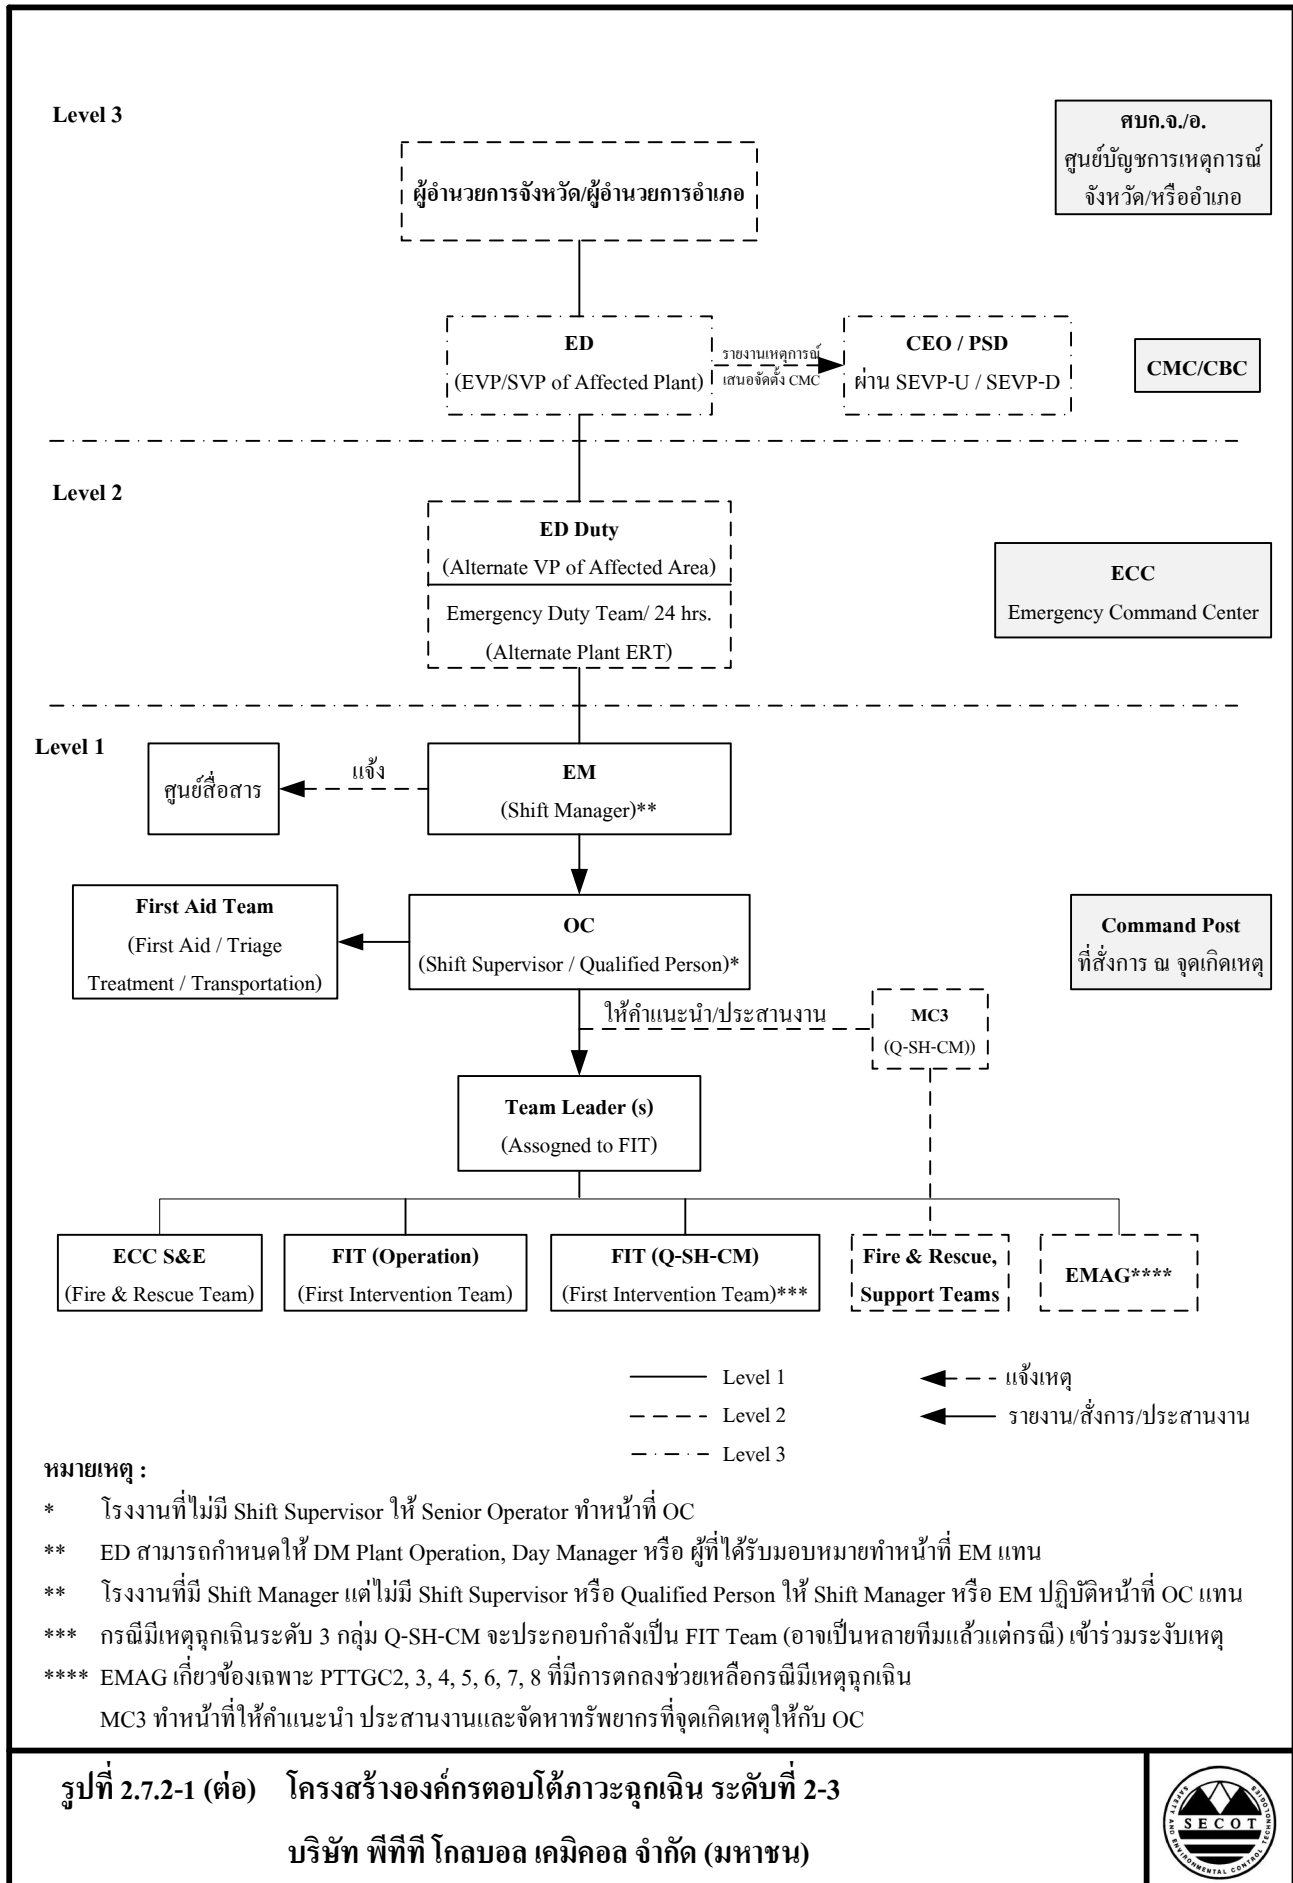 Level 3
ศบก.จ./อ.
ศูนย์บัญชาการเหตุการณ์
จังหวัด/หรืออำเภอ
ผู้อำนวยการจังหวัด/ผู้อำนวยการอำเภอ
ED
(EVP/SVP of Affected Plant)
รายงานเหตุการณ์
เสนอจัดตั้ง CMC
CEO / PSD
ผ่าน SEVP-U / SEVP-D
CMC/CBC
Level 2
ED Duty
(Alternate VP of Affected Area)
Emergency Duty Team/ 24 hrs.
(Alternate Plant ERT)
ECC
Emergency Command Center
Level 1
ศูนย์สื่อสาร
แจ้ง
EM
(Shift Manager)**
First Aid Team
(First Aid / Triage
Treatment / Transportation)
OC
(Shift Supervisor / Qualified Person)*
Command Post
ที่สั่งการ ณ จุดเกิดเหตุ
ให้คำแนะนำ/ประสานงาน
MC3
(Q-SH-CM))
Team Leader (s)
(Assogned to FIT)
ECC S&E
(Fire & Rescue Team)
FIT (Operation)
(First Intervention Team)
FIT (Q-SH-CM)
(First Intervention Team)***
Fire & Rescue,
Support Teams
EMAG****
Level 1
แจ้งเหตุ
Level 2
รายงาน/สั่งการ/ประสานงาน
Level 3
หมายเหตุ :
* โรงงานที่ไม่มี Shift Supervisor ให้ Senior Operator ทำหน้าที่ OC
** ED สามารถกำหนดให้ DM Plant Operation, Day Manager หรือ ผู้ที่ได้รับมอบหมายทำหน้าที่ EM แทน
** โรงงานที่มี Shift Manager แต่ไม่มี Shift Supervisor หรือ Qualified Person ให้ Shift Manager หรือ EM ปฏิบัติหน้าที่ OC แทน
*** กรณีมีเหตุฉุกเฉินระดับ 3 กลุ่ม Q-SH-CM จะประกอบกำลังเป็น FIT Team (อาจเป็นหลายทีมแล้วแต่กรณี) เข้าร่วมระงับเหตุ
**** EMAG เกี่ยวข้องเฉพาะ PTTGC2, 3, 4, 5, 6, 7, 8 ที่มีการตกลงช่วยเหลือกรณีมีเหตุฉุกเฉิน
MC3 ทำหน้าที่ให้คำแนะนำ ประสานงานและจัดหาทรัพยากรที่จุดเกิดเหตุให้กับ OC
รูปที่ 2.7.2-1 (ต่อ) โครงสร้างองค์กรตอบโต้ภาวะฉุกเฉิน ระดับที่ 2-3
บริษัท พีทีที โกลบอล เคมิคอล จำกัด (มหาชน)
SAFETY AND ENVIRONMENTAL CONTROL TECHNOLOGIES
SECOT